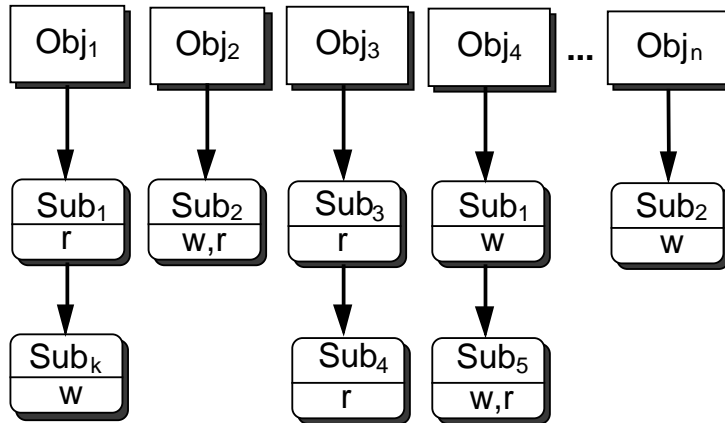 Obj₁ Obj₂ Obj₃ Obj₄ ... Objₙ
Sub₁ Sub₂ Sub₃ Sub₁ Sub₂
r w,r r w w
Subₖ Sub₄ Sub₅
w r w,r